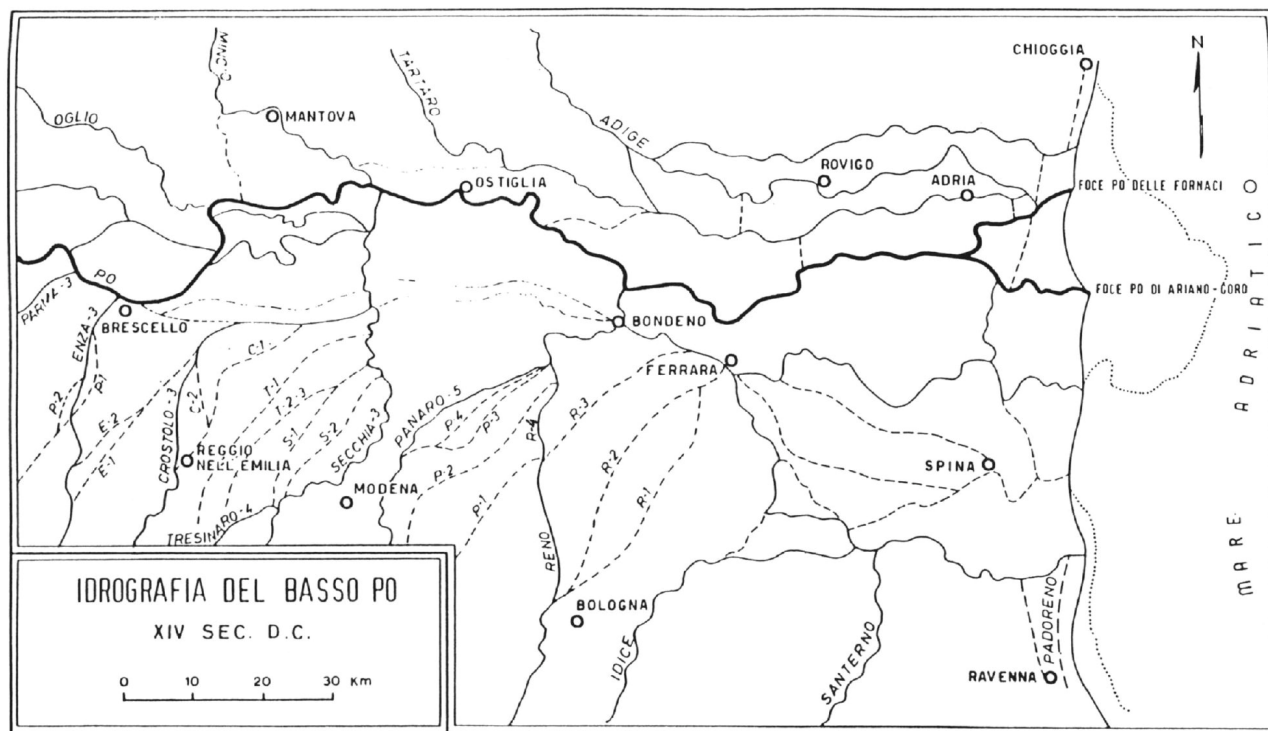 CHIOGGIA
N
MINCIO
TARTARO
OGLIO
MANTOVA
ADIGE
ROVIGO
OSTIGLIA
ADRIA
FOCE PO DELLE FORNACI
PO
PARMA-3
BRESCELLO
ENZA-3
BONDENO
FOCE PO DI ARIANO-GORO
MARE ADRIATICO
P-2
P-1
E-2
E-1
CROSTOLO-3
C-2
C-1
T-1
T-2-3
S-1
S-2
SECCHIA-3
REGGIO
NELL'EMILIA
TRESINARO-4
MODENA
PANARO-5
P-4
P-3
P-2
P-1
R-4
R-3
R-2
R-1
FERRARA
SPINA
RENO
BOLOGNA
IDICE
SANTERNO
PADORENO
RAVENNA
IDROGRAFIA DEL BASSO PO
XIV SEC. D.C.
0 10 20 30 Km